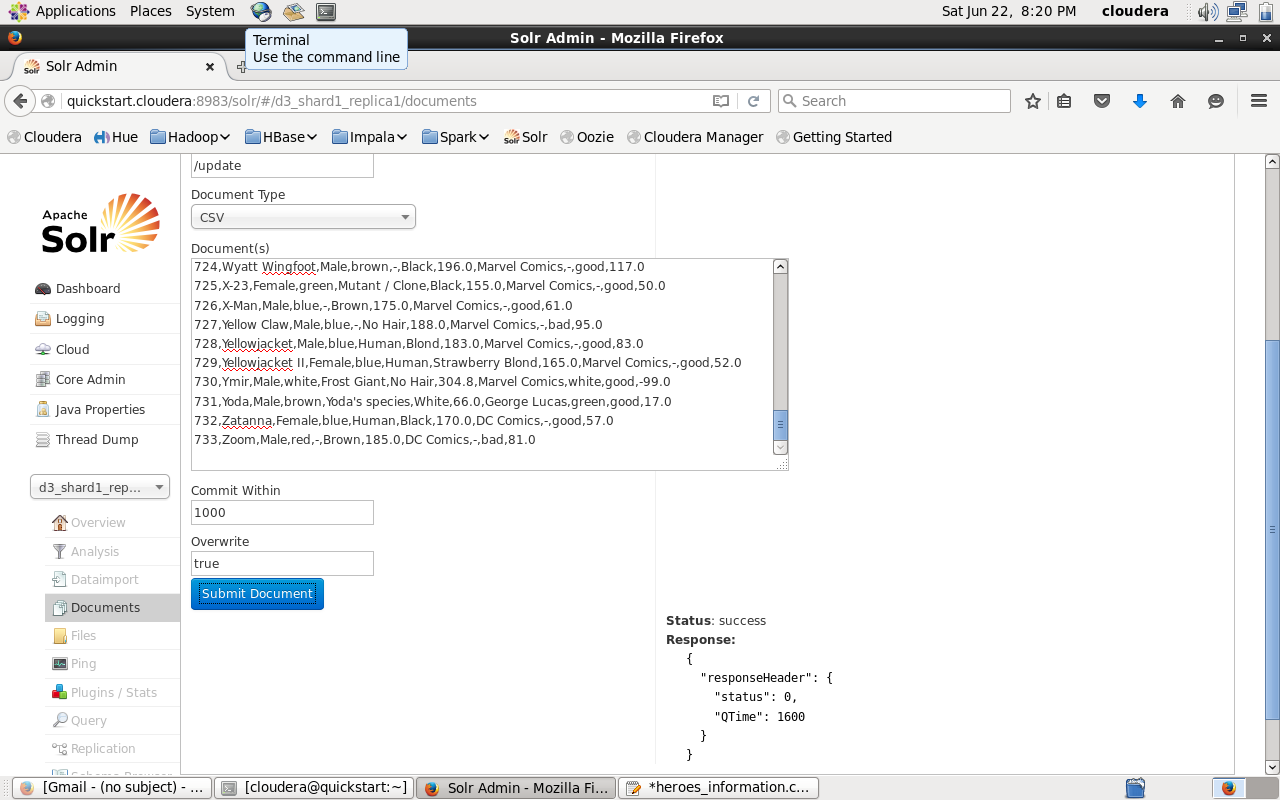 Applications Places System Sat Jun 22, 8:20 PM cloudera
Terminal
Use the command line
Solr Admin - Mozilla Firefox
Solr Admin
quickstart.cloudera:8983/solr/#/d3_shard1_replica1/documents
Search
Cloudera Hue Hadoop HBase Impala Spark Solr Oozie Cloudera Manager Getting Started
Apache
Solr
Dashboard
Logging
Cloud
Core Admin
Java Properties
Thread Dump
d3_shard1_rep...
Overview
Analysis
Dataimport
Documents
Files
Ping
Plugins / Stats
Query
Replication
Schema Browser
/update
Document Type
CSV
Document(s)
724,Wyatt Wingfoot,Male,brown,-,Black,196.0,Marvel Comics,-,good,117.0
725,X-23,Female,green,Mutant / Clone,Black,155.0,Marvel Comics,-,good,50.0
726,X-Man,Male,blue,-,Brown,175.0,Marvel Comics,-,good,61.0
727,Yellow Claw,Male,blue,-,No Hair,188.0,Marvel Comics,-,bad,95.0
728,Yellowjacket,Male,blue,Human,Blond,183.0,Marvel Comics,-,good,83.0
729,Yellowjacket II,Female,blue,Human,Strawberry Blond,165.0,Marvel Comics,-,good,52.0
730,Ymir,Male,white,Frost Giant,No Hair,304.8,Marvel Comics,white,good,-99.0
731,Yoda,Male,brown,Yoda's species,White,66.0,George Lucas,green,good,17.0
732,Zatanna,Female,blue,Human,Black,170.0,DC Comics,-,good,57.0
733,Zoom,Male,red,-,Brown,185.0,DC Comics,-,bad,81.0
Commit Within
1000
Overwrite
true
Submit Document
Status: success
Response:
{
"responseHeader": {
"status": 0,
"QTime": 1600
}
}
[Gmail - (no subject) - ... [cloudera@quickstart:~] Solr Admin - Mozilla Fi... *heroes_information.c...